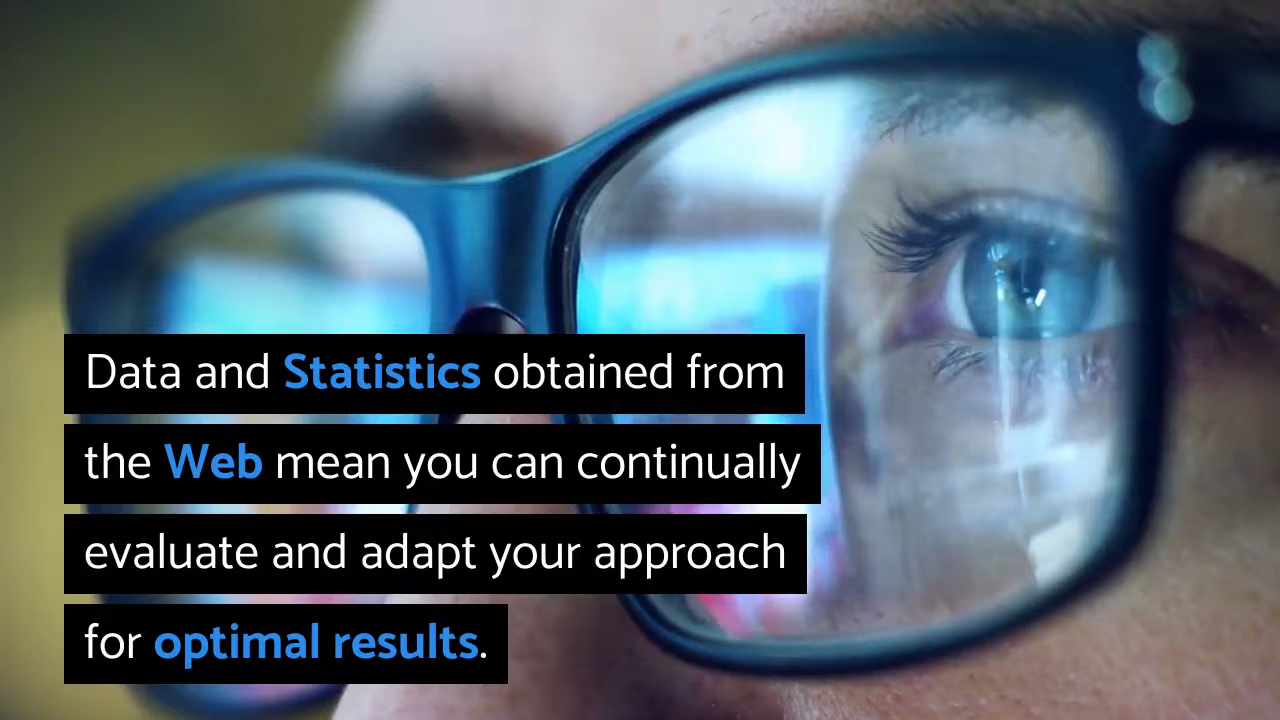 Data and Statistics obtained from
the Web mean you can continually
evaluate and adapt your approach
for optimal results.